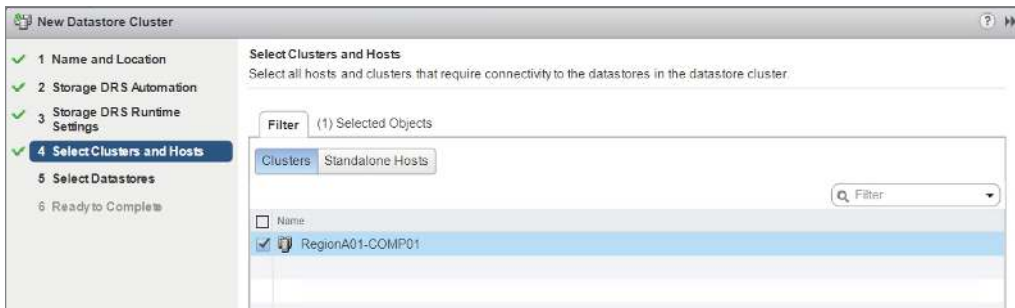 New Datastore Cluster
?
1 Name and Location
2 Storage DRS Automation
3 Storage DRS Runtime
Settings
4 Select Clusters and Hosts
5 Select Datastores
6 Ready to Complete
Select Clusters and Hosts
Select all hosts and clusters that require connectivity to the datastores in the datastore cluster
Filter (1) Selected Objects
Clusters Standalone Hosts
Filter
Name
RegionA01-COMP01